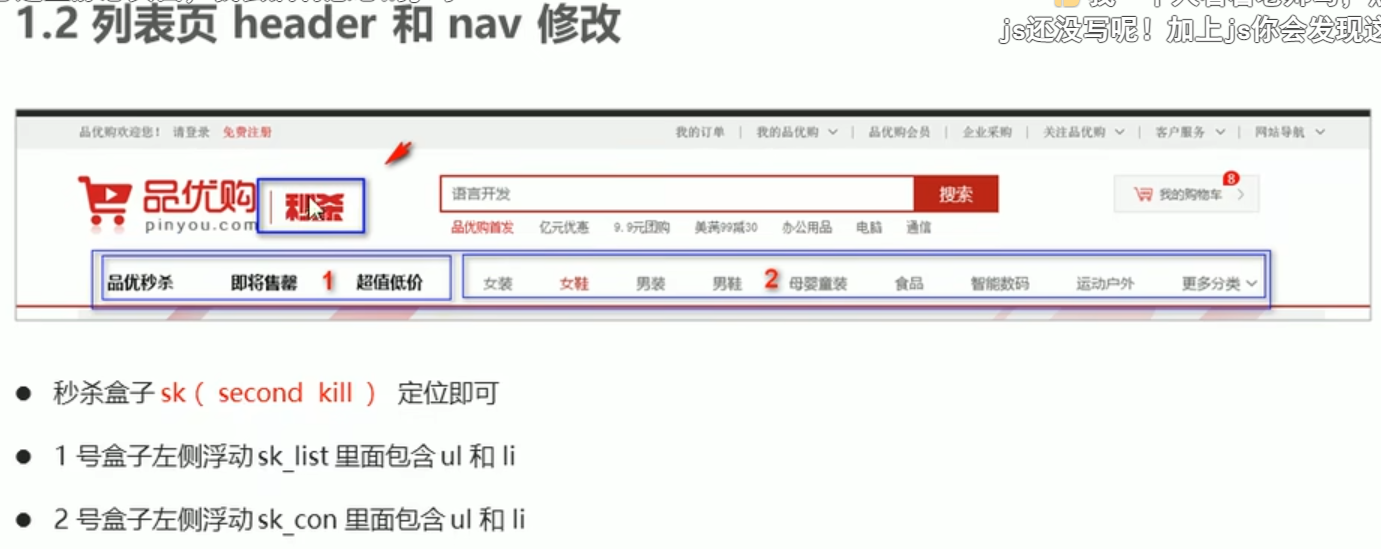 1.2 列表页 header 和 nav 修改
js还没写呢！加上js你会发现这
品优购欢迎您! 请登录 免费注册
我的订单 | 我的品优购 | 品优购会员 | 企业采购 | 关注品优购 | 客户服务 | 网站导航
品优购
pinyou.com
秒杀
语言开发
搜索
8
我的购物车
品优购首发 亿元优惠 9.9元团购 美满99减30 办公用品 电脑 通信
品优秒杀 即将售罄 1 超值低价 女装 女鞋 男装 男鞋 2 母婴童装 食品 智能数码 运动户外 更多分类
● 秒杀盒子 sk ( second kill ) 定位即可
● 1 号盒子左侧浮动 sk_list 里面包含 ul 和 li
● 2 号盒子左侧浮动 sk_con 里面包含 ul 和 li